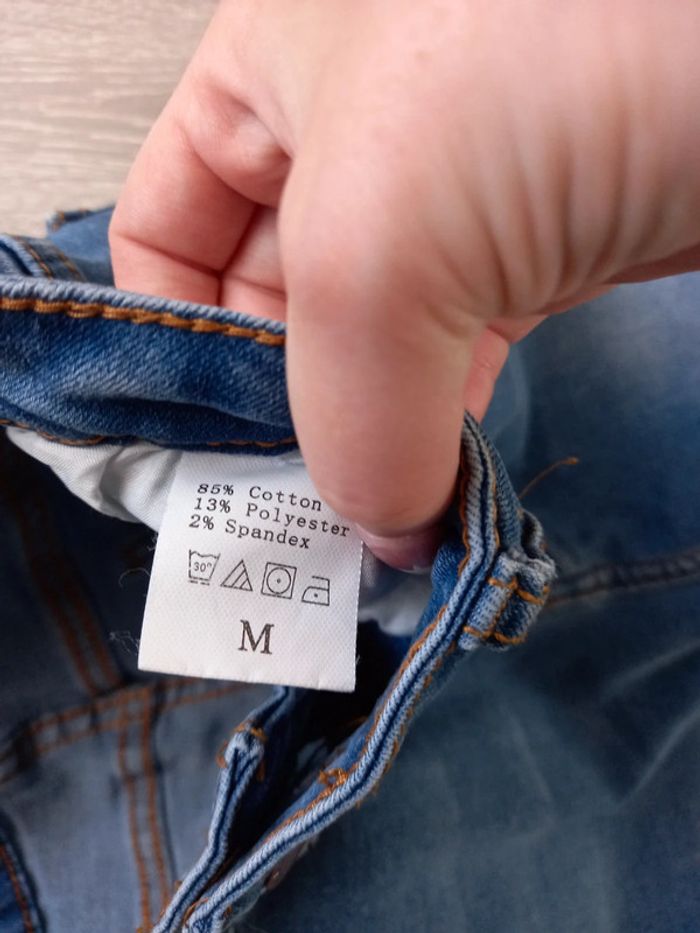 85% Cotton
13% Polyester
2% Spandex
30°
M